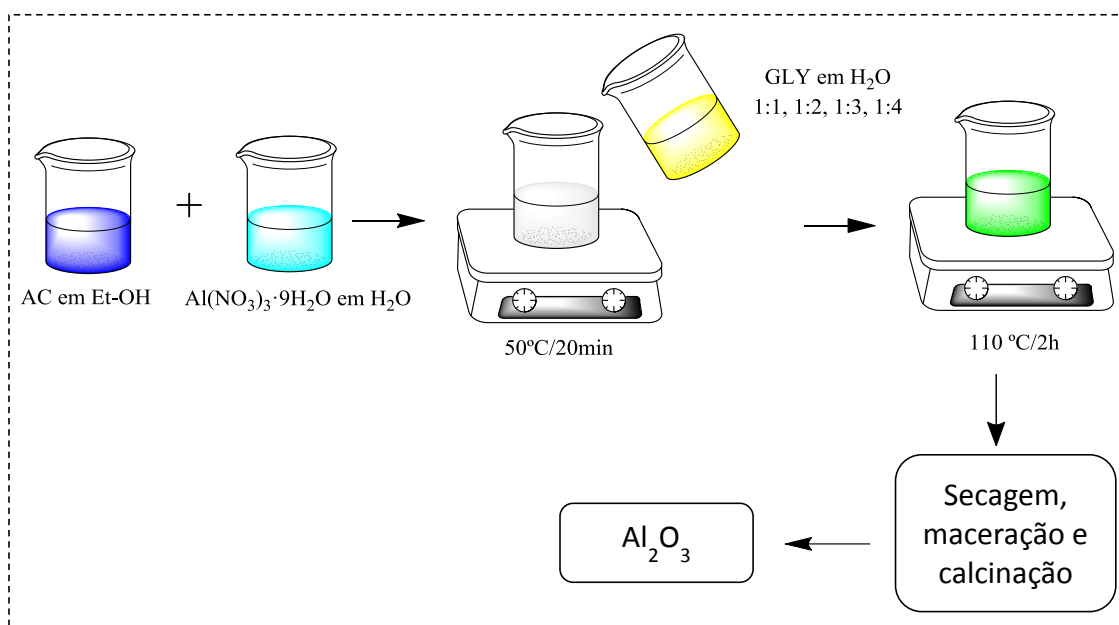 GLY em H₂O
1:1, 1:2, 1:3, 1:4
+
AC em Et-OH
Al(NO₃)₃·9H₂O em H₂O
50ºC/20min
110 ºC/2h
Secagem,
maceração e
calcinação
Al₂O₃